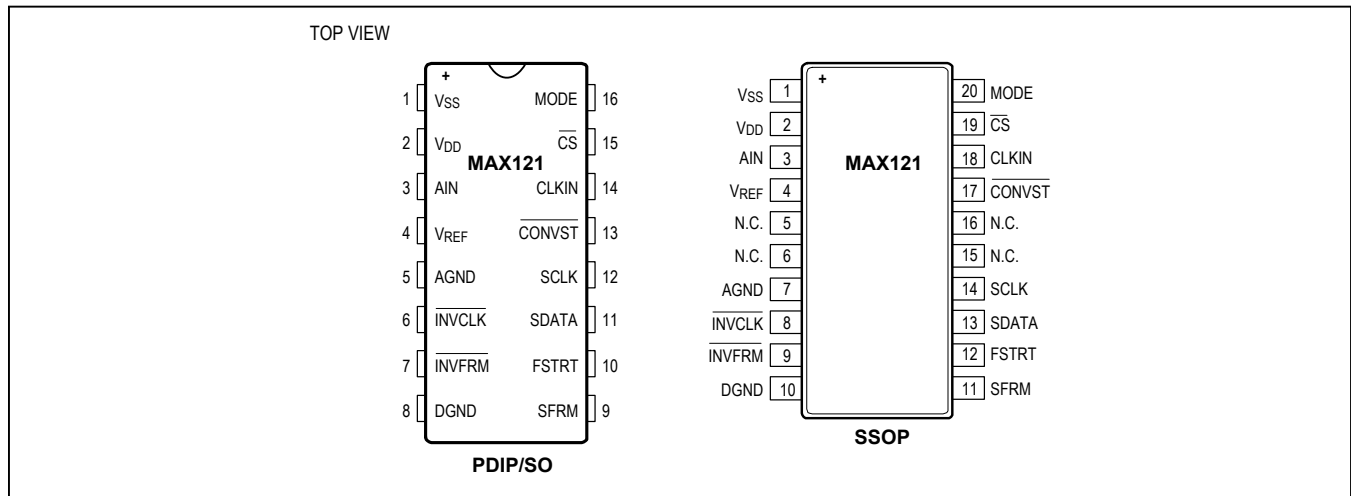 TOP VIEW
+
1 VSS MODE 16
2 VDD CS 15
MAX121
3 AIN CLKIN 14
4 VREF CONVST 13
5 AGND SCLK 12
6 INVCLK SDATA 11
7 INVFRM FSTRT 10
8 DGND SFRM 9
PDIP/SO
+
VSS 1 20 MODE
VDD 2 19 CS
AIN 3 MAX121 18 CLKIN
VREF 4 17 CONVST
N.C. 5 16 N.C.
N.C. 6 15 N.C.
AGND 7 14 SCLK
INVCLK 8 13 SDATA
INVFRM 9 12 FSTRT
DGND 10 11 SFRM
SSOP